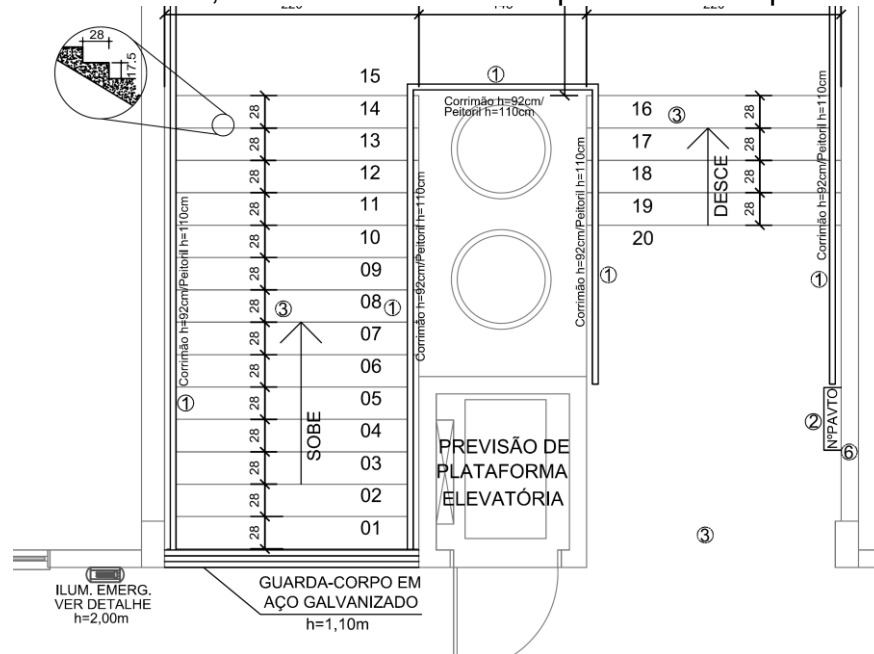 28
17.5
15
14
13
12
11
10
09
08
07
06
05
04
03
02
01
28
28
28
28
28
28
28
28
28
28
28
28
28
28
SOBE
3
1
1
Corrimão h=92cm/Peitoril h=110cm
Corrimão h=92cm/Peitoril h=110cm
1
Corrimão h=92cm/
Peitoril h=110cm
Corrimão h=92cm/Peitoril h=110cm
1
16
17
18
19
20
3
DESCE
28
28
28
28
Corrimão h=92cm/Peitoril h=110cm
1
2
NºPAVTO
6
3
PREVISÃO DE
PLATAFORMA
ELEVATÓRIA
ILUM. EMERG.
VER DETALHE
h=2,00m
GUARDA-CORPO EM
AÇO GALVANIZADO
h=1,10m